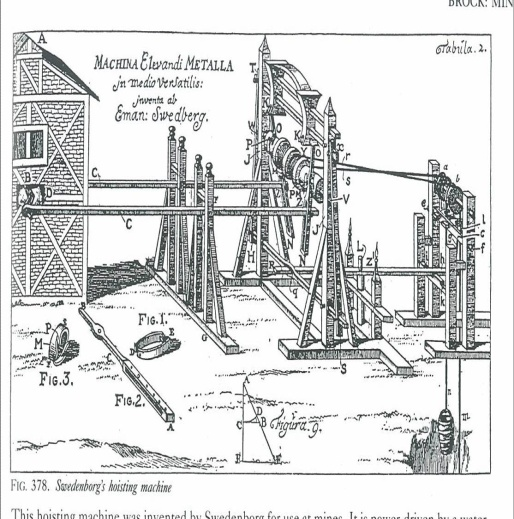 BROCK: MIN
Tabula. 2.
MACHINA Elevandi METALLA
in medio versatilis:
inventa ab
Eman: Swedberg.
FIG. 1.
FIG. 2.
FIG. 3.
Figura. 9.
FIG. 378. Swedenborg's hoisting machine
This hoisting machine was invented by Swedenborg for use at mines. It is power driven by a water